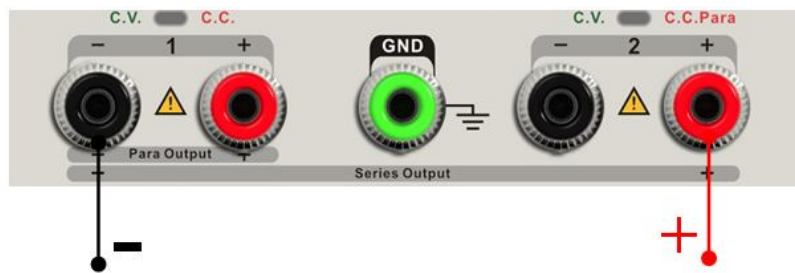 C.V. C.C. C.V. C.C.Para
− 1 + GND − 2 +
− Para Output +
− Series Output +
− +